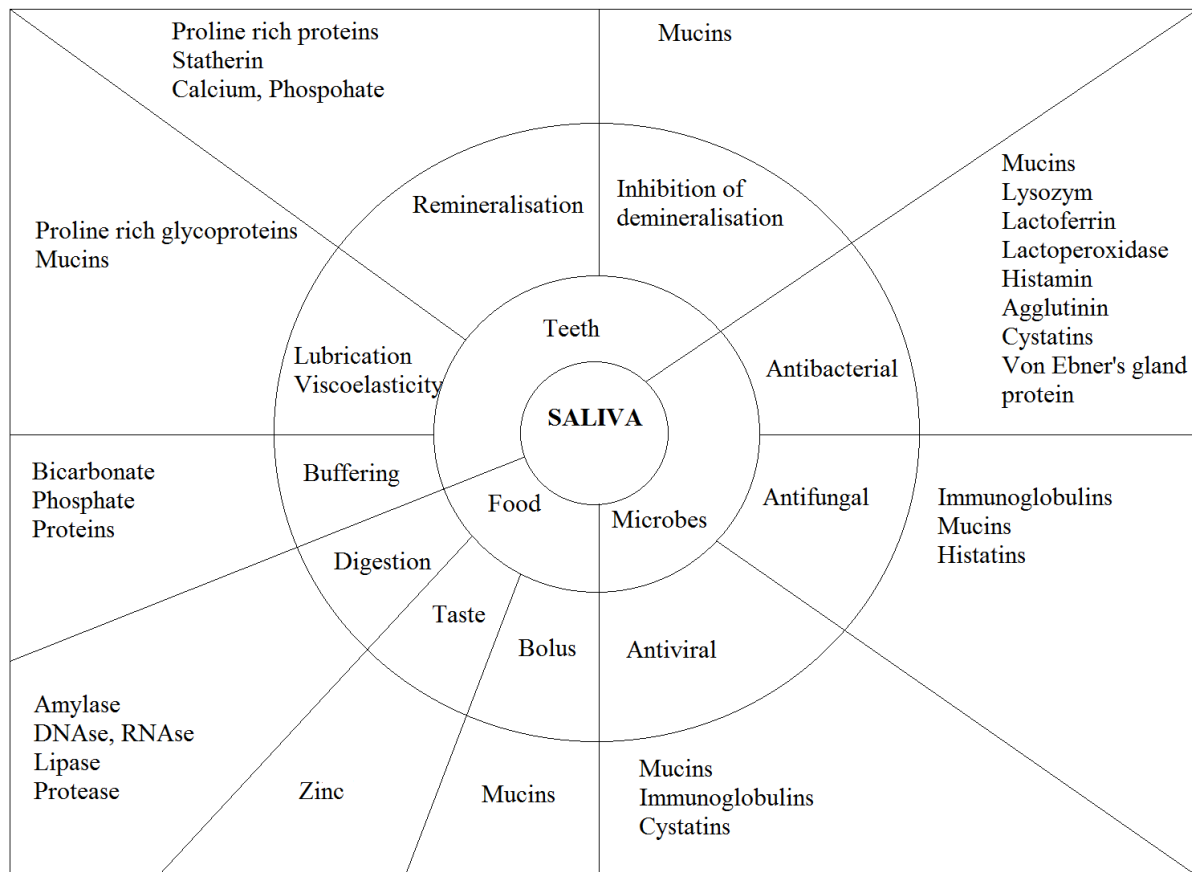 Proline rich proteins
Statherin
Calcium, Phospohate
Mucins
Mucins
Lysozym
Lactoferrin
Lactoperoxidase
Histamin
Agglutinin
Cystatins
Von Ebner's gland
protein
Proline rich glycoproteins
Mucins
Remineralisation
Inhibition of
demineralisation
Teeth
Lubrication
Viscoelasticity
Antibacterial
SALIVA
Bicarbonate
Phosphate
Proteins
Buffering
Food
Microbes
Antifungal
Immunoglobulins
Mucins
Histatins
Digestion
Taste
Bolus
Antiviral
Amylase
DNAse, RNAse
Lipase
Protease
Zinc
Mucins
Mucins
Immunoglobulins
Cystatins